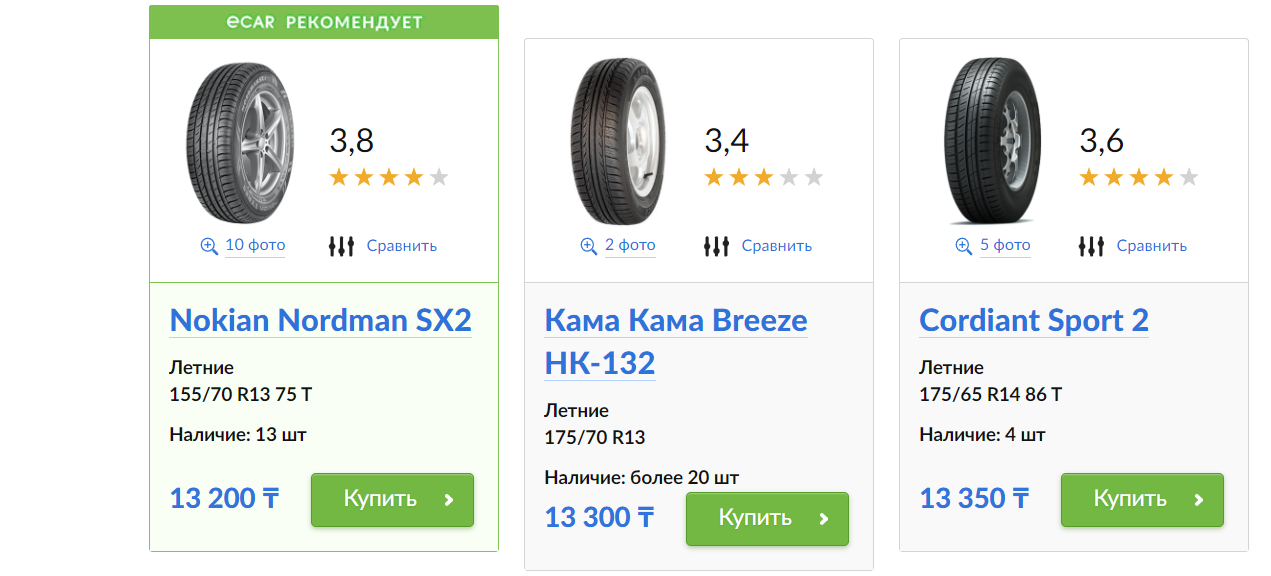 eCAR РЕКОМЕНДУЕТ
3,8
10 фото
Сравнить
Nokian Nordman SX2
Летние
155/70 R13 75 T
Наличие: 13 шт
13 200 ₸
Купить
3,4
2 фото
Сравнить
Кама Кама Breeze
НК-132
Летние
175/70 R13
Наличие: более 20 шт
13 300 ₸
Купить
3,6
5 фото
Сравнить
Cordiant Sport 2
Летние
175/65 R14 86 T
Наличие: 4 шт
13 350 ₸
Купить